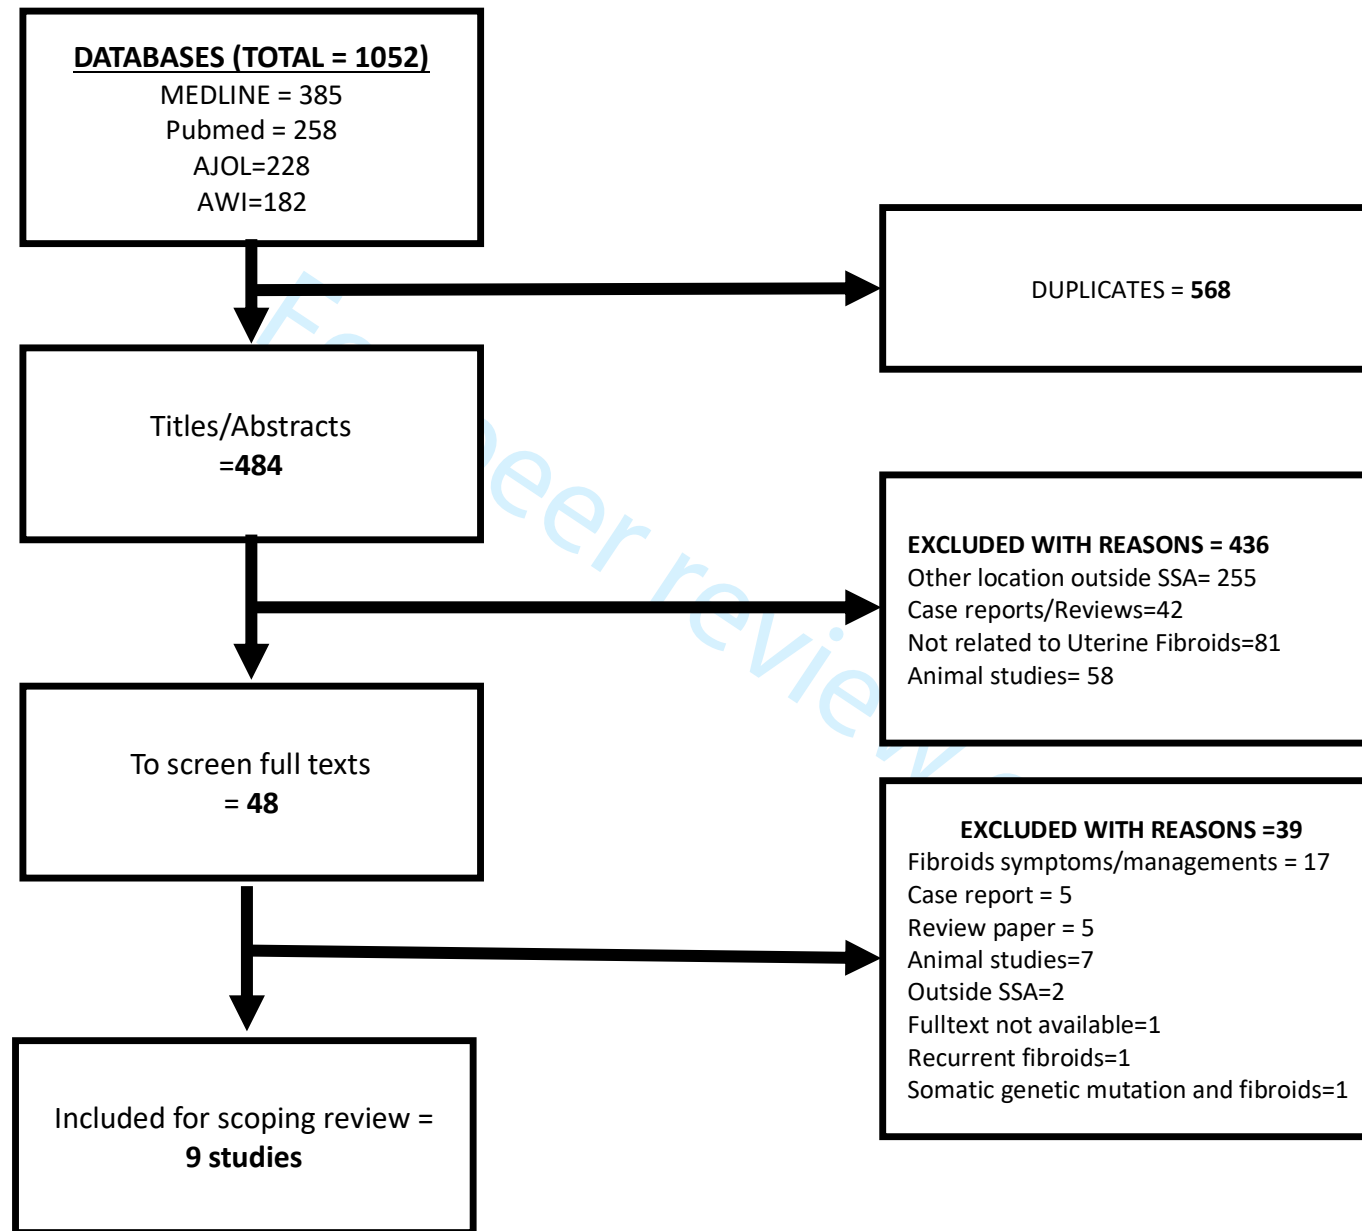 DATABASES (TOTAL = 1052)
MEDLINE = 385
Pubmed = 258
AJOL=228
AWI=182
DUPLICATES = 568
Titles/Abstracts
=484
EXCLUDED WITH REASONS = 436
Other location outside SSA= 255
Case reports/Reviews=42
Not related to Uterine Fibroids=81
Animal studies= 58
To screen full texts
= 48
EXCLUDED WITH REASONS =39
Fibroids symptoms/managements = 17
Case report = 5
Review paper = 5
Animal studies=7
Outside SSA=2
Fulltext not available=1
Recurrent fibroids=1
Somatic genetic mutation and fibroids=1
Included for scoping review =
9 studies
peer review